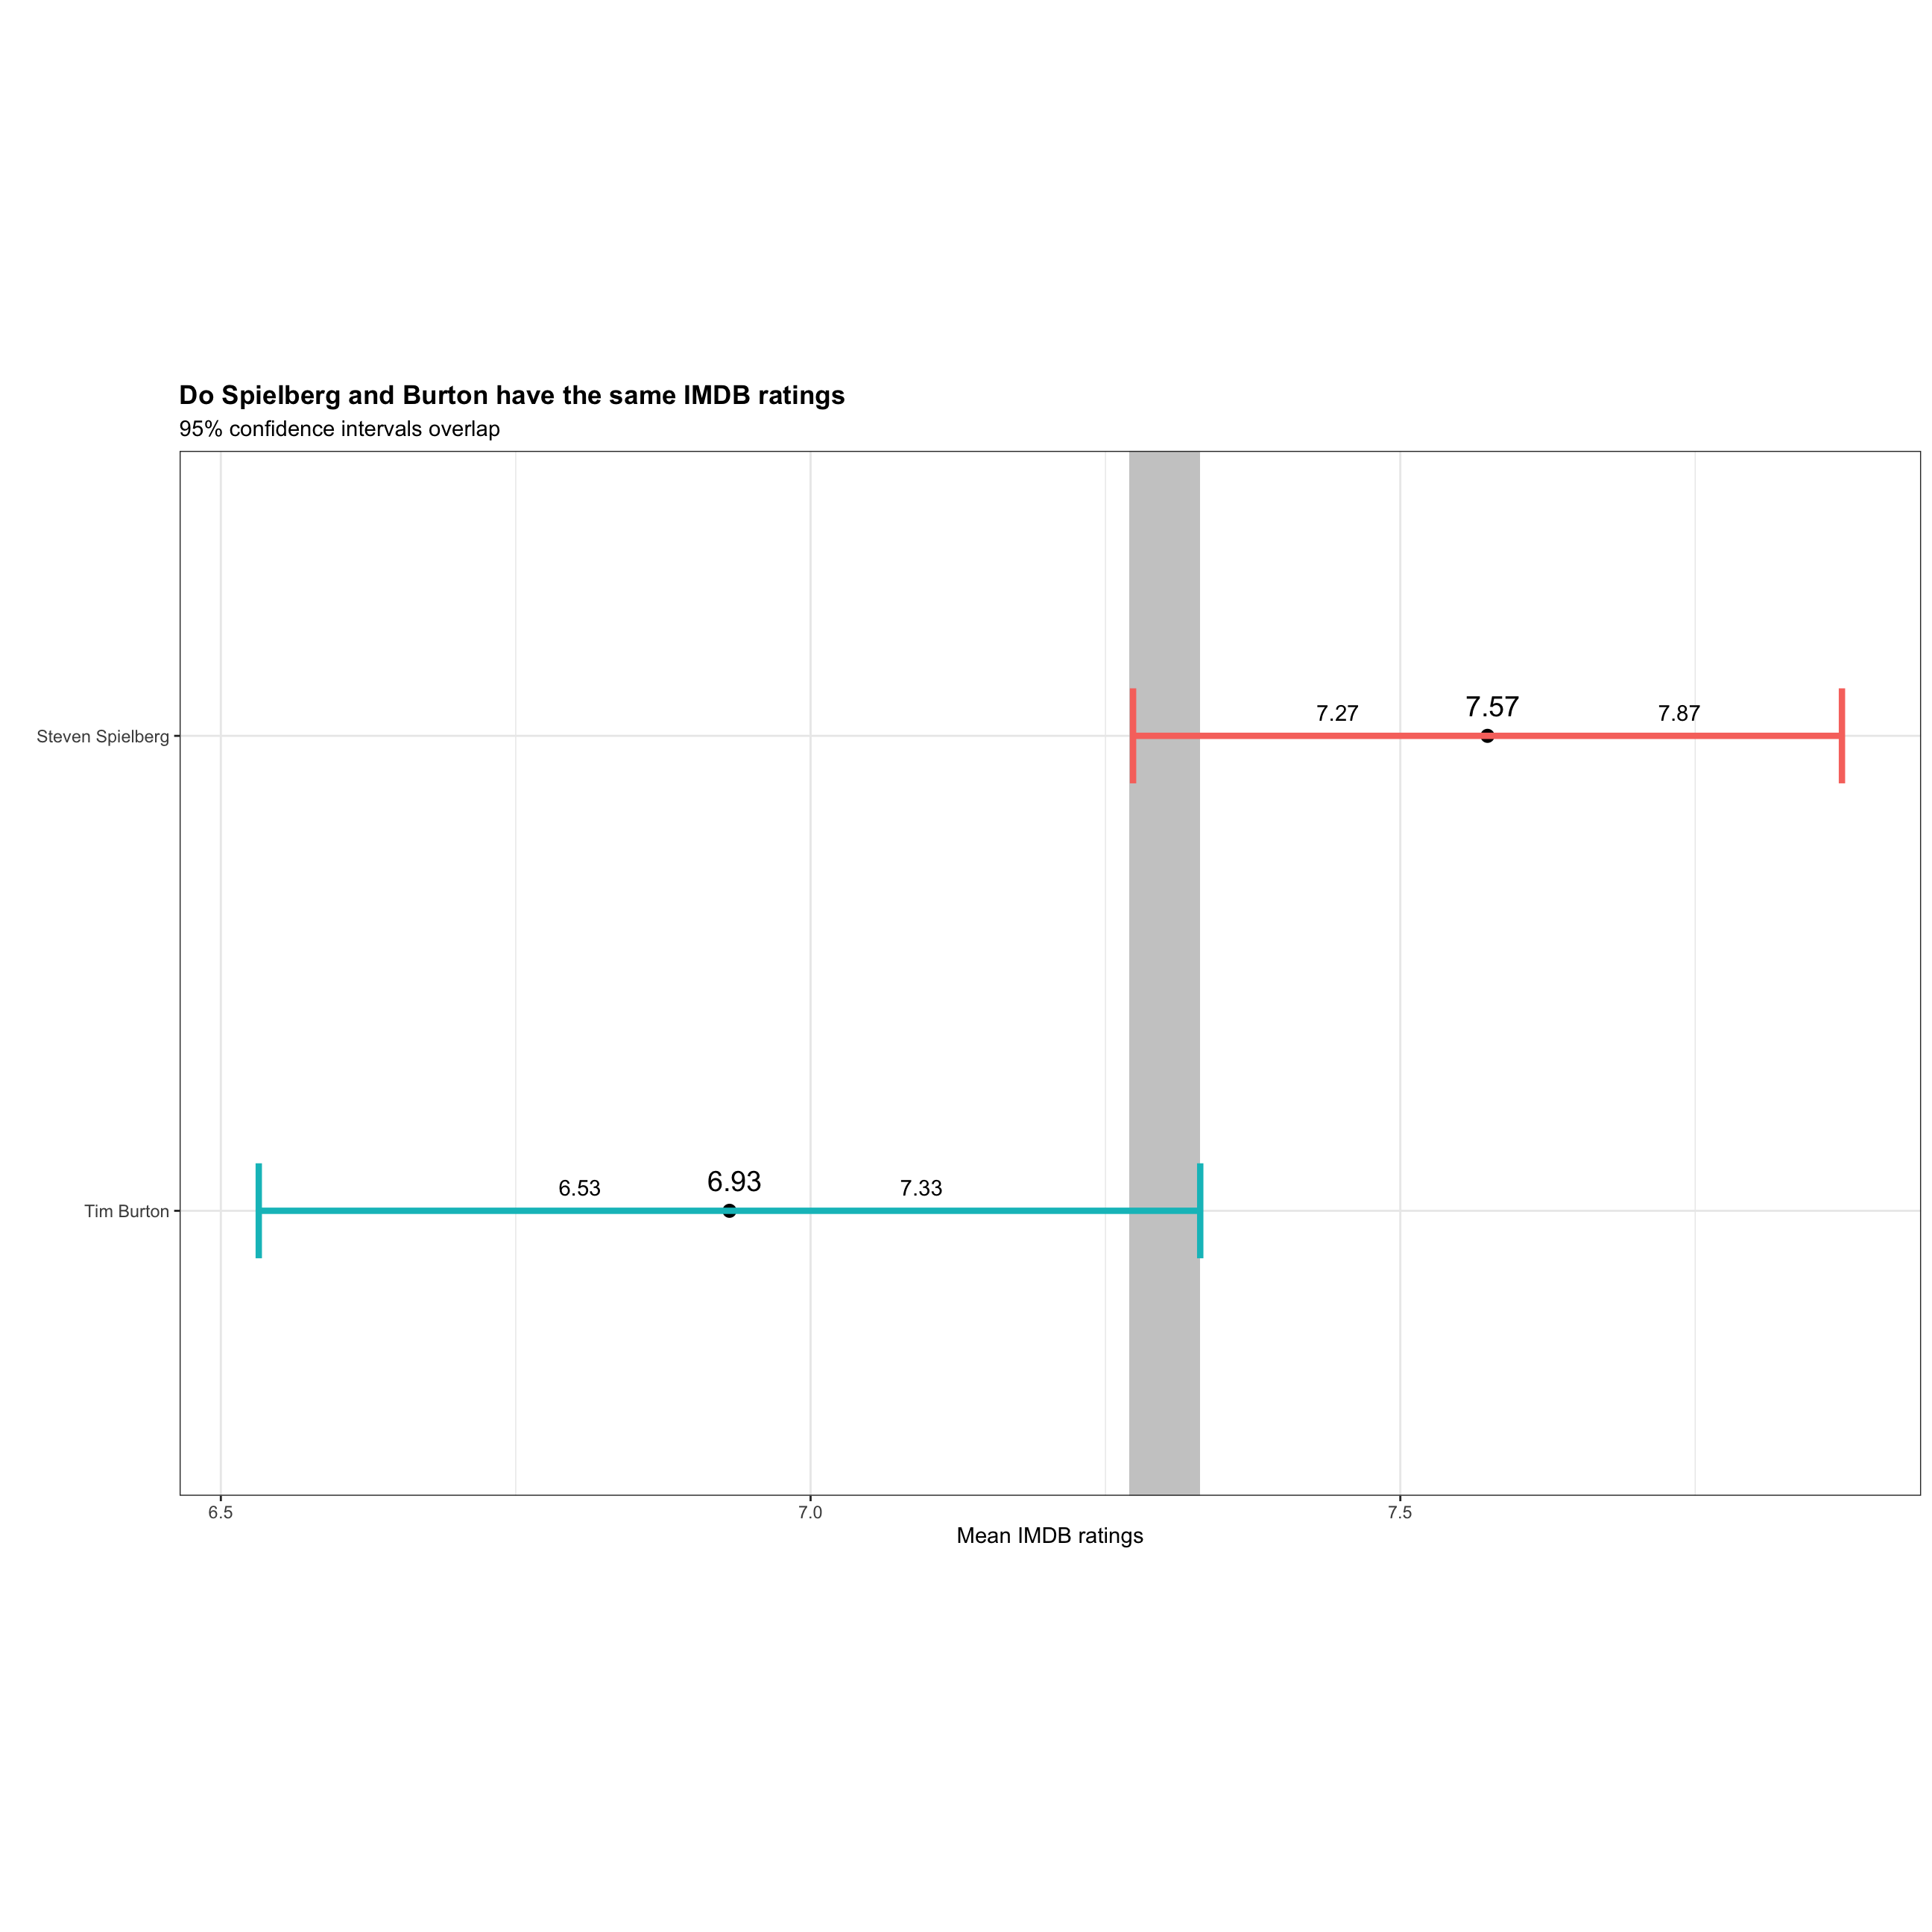 Do Spielberg and Burton have the same IMDB ratings
95% confidence intervals overlap
Steven Spielberg
7.27 7.57 7.87
Tim Burton
6.53 6.93 7.33
6.5 7.0 7.5
Mean IMDB ratings